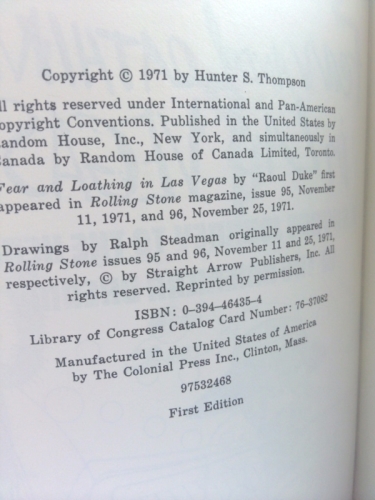 Copyright © 1971 by Hunter S. Thompson
ll rights reserved under International and Pan-American
opyright Conventions. Published in the United States by
andom House, Inc., New York, and simultaneously in
anada by Random House of Canada Limited, Toronto.
Fear and Loathing in Las Vegas by "Raoul Duke" first
appeared in Rolling Stone magazine, issue 95, November
11, 1971, and 96, November 25, 1971.
Drawings by Ralph Steadman originally appeared in
Rolling Stone issues 95 and 96, November 11 and 25, 1971,
respectively, © by Straight Arrow Publishers, Inc. All
rights reserved. Reprinted by permission.
ISBN: 0-394-46435-4
Library of Congress Catalog Card Number: 76-37082
Manufactured in the United States of America
by The Colonial Press Inc., Clinton, Mass.
97532468
First Edition